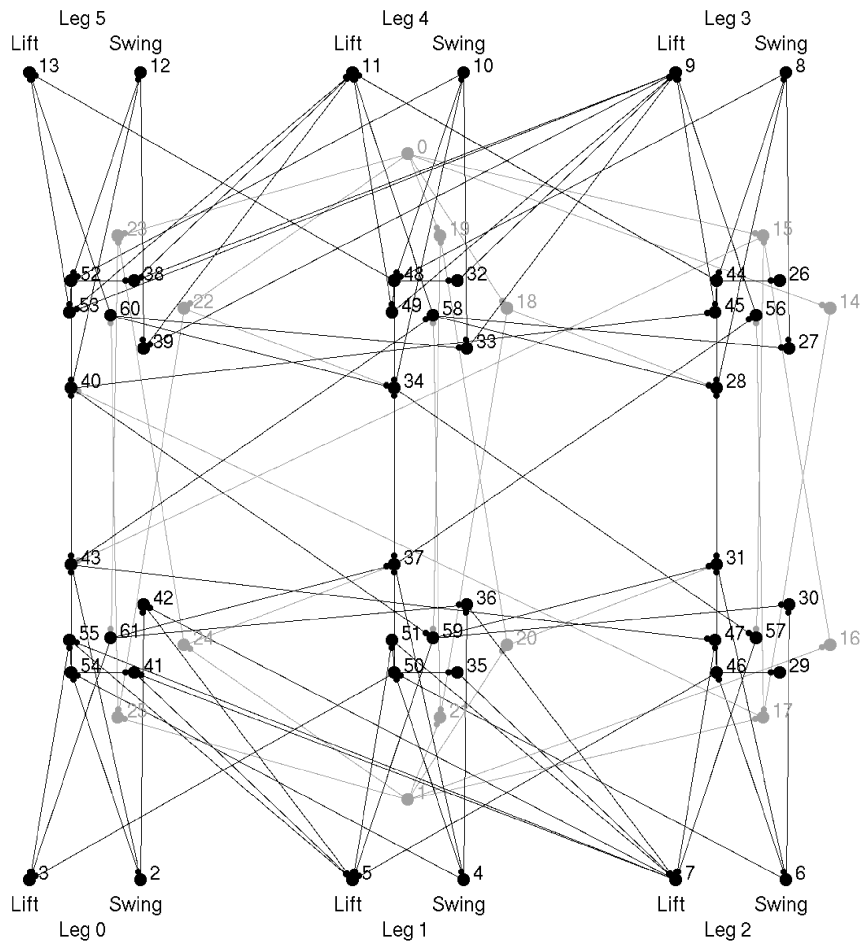 Leg 5 Leg 4 Leg 3
Lift Swing Lift Swing Lift Swing
13 12 11 10 9 8
0
23 19 15
52 38 48 32 44 26
53 60 22 49 58 18 45 56 14
39 33 27
40 34 28
43 37 31
42 36 30
55 61 24 51 59 20 47 57 16
54 41 50 35 46 29
25 21 17
1
3 2 5 4 7 6
Lift Swing Lift Swing Lift Swing
Leg 0 Leg 1 Leg 2